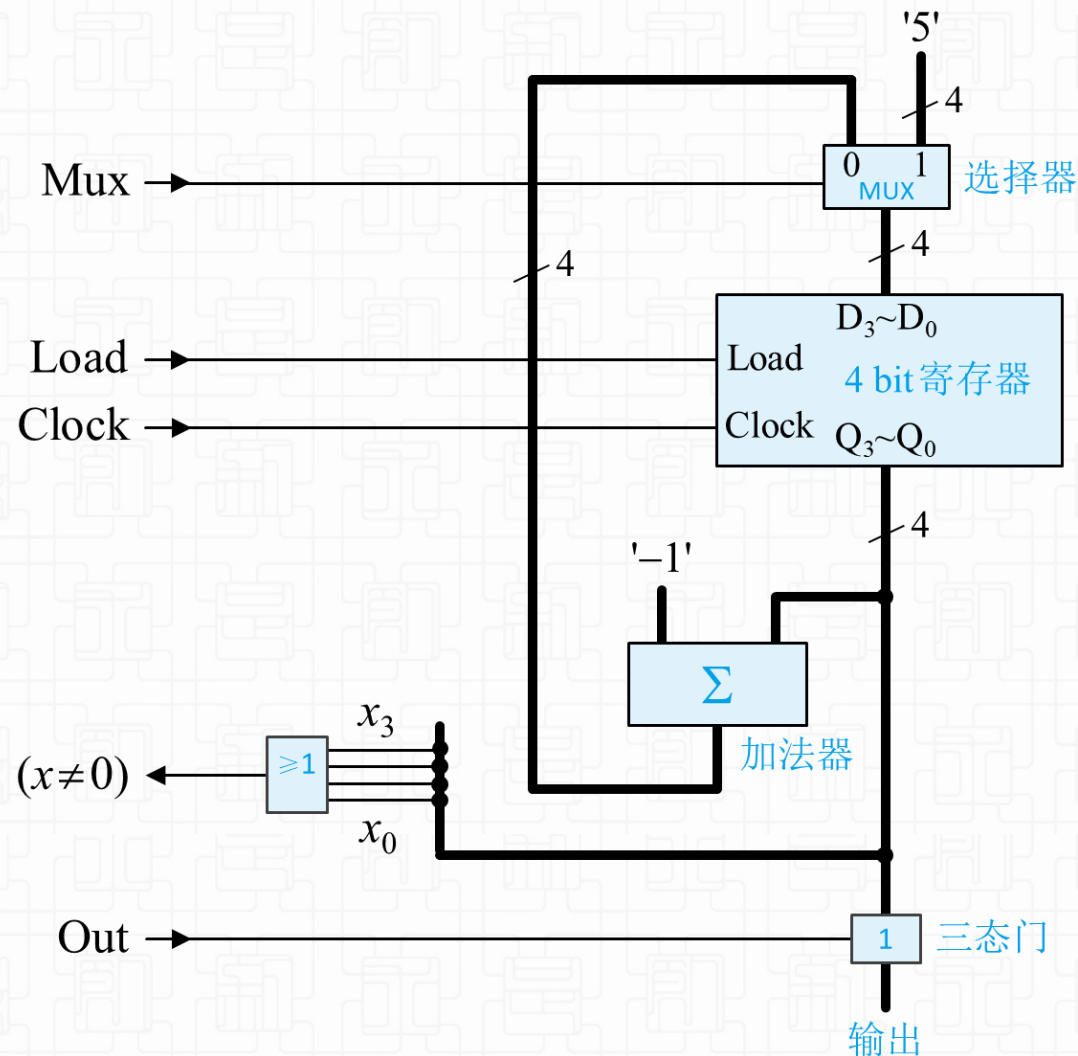 '5'
4
0 1
MUX
选择器
Mux
4
4
D₃~D₀
Load
Load
4 bit寄存器
Clock
Clock
Q₃~Q₀
4
'−1'
Σ
加法器
x₃
⩾1
(x≠0)
x₀
Out
1
三态门
输出